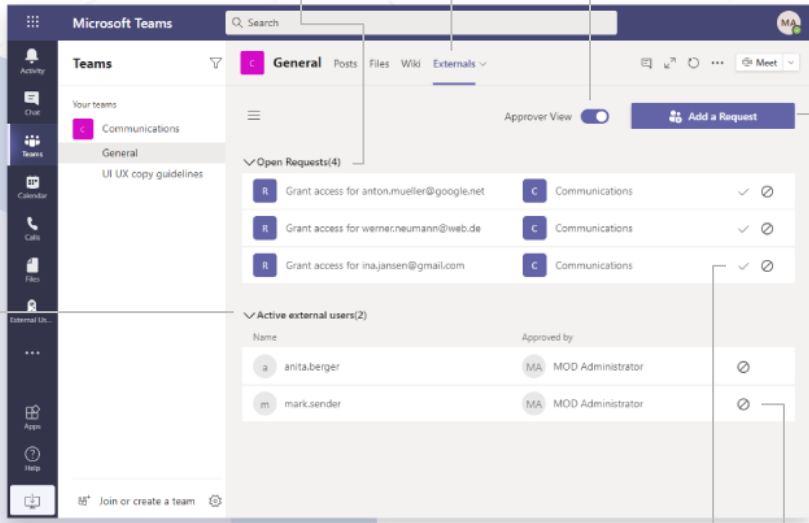 Microsoft Teams
Search
MA
Activity
Chat
Teams
Calendar
Calls
Files
External Us...
Apps
Help
Teams
Your teams
C Communications
General
UI UX copy guidelines
Join or create a team
C General Posts Files Wiki Externals
Meet
Approver View
Add a Request
Open Requests(4)
R Grant access for anton.mueller@google.net C Communications
R Grant access for werner.neumann@web.de C Communications
R Grant access for ina.jansen@gmail.com C Communications
Active external users(2)
Name Approved by
a anita.berger MA MOD Administrator
m mark.sender MA MOD Administrator